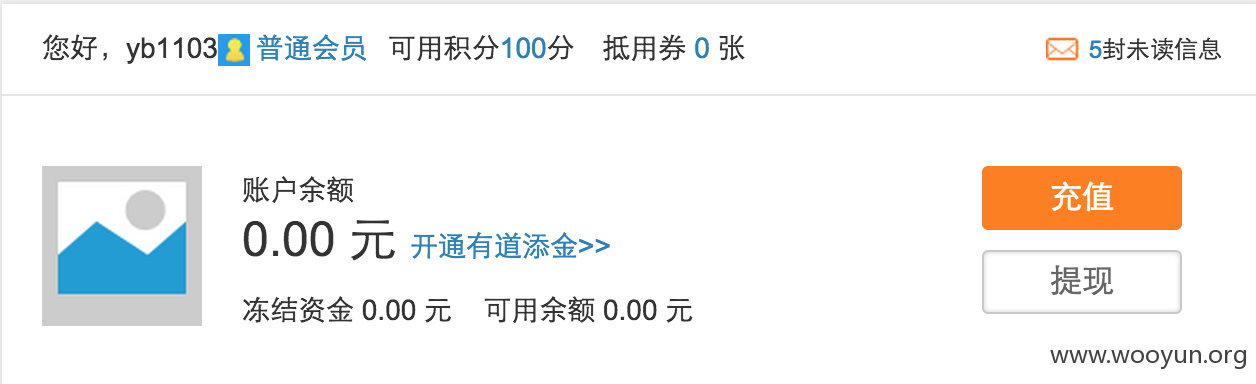 您好，yb1103 普通会员 可用积分100分 抵用券 0 张
5封未读信息
账户余额
0.00 元 开通有道添金>>
冻结资金 0.00 元 可用余额 0.00 元
充值
提现
www.wooyun.org